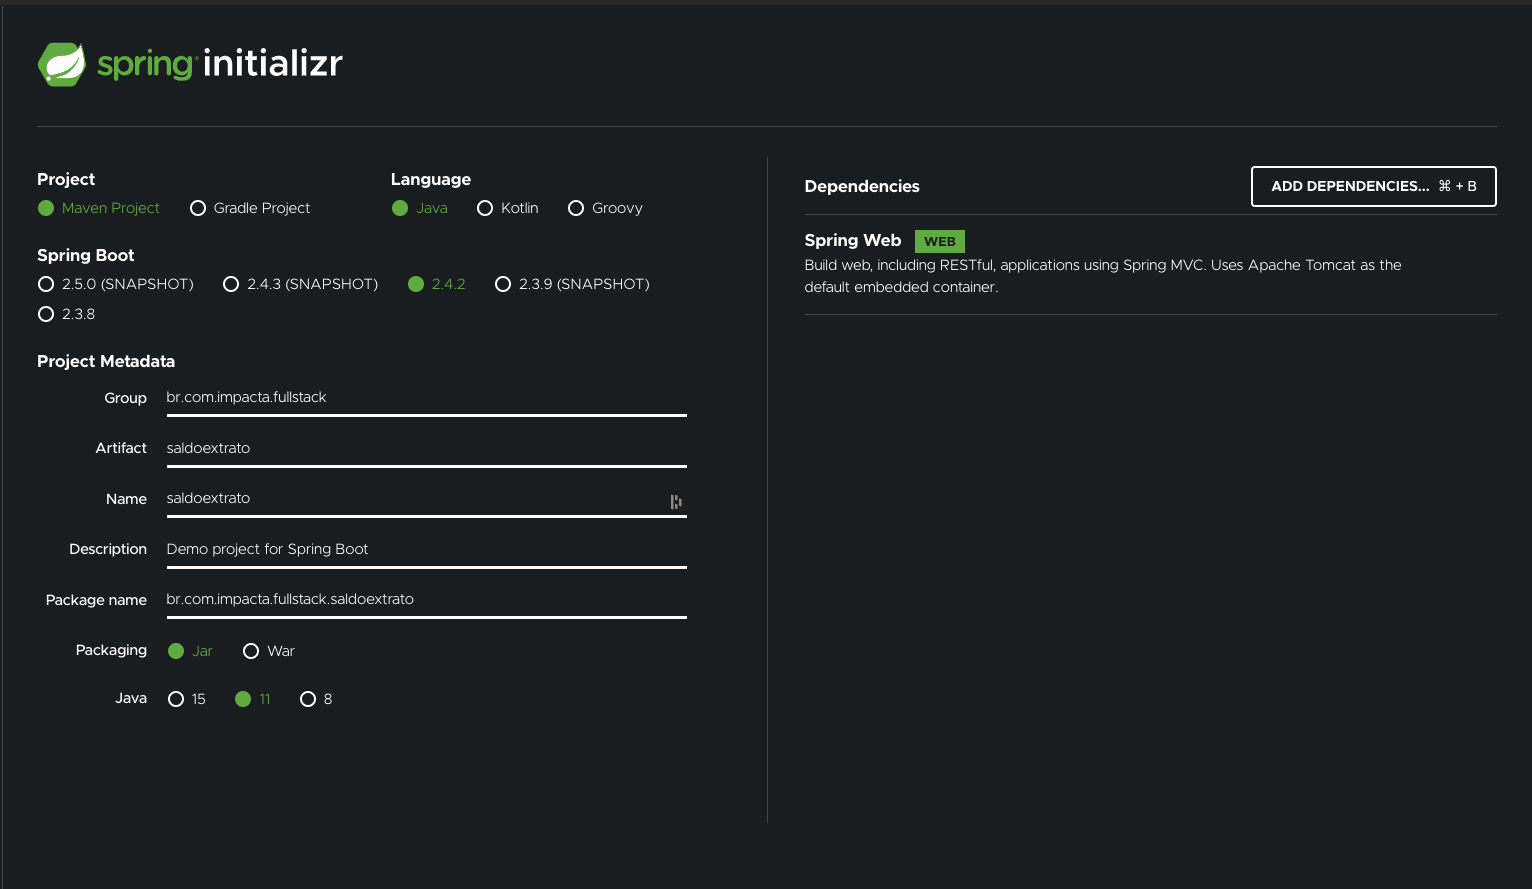 spring initializr
Project
Maven Project Gradle Project
Language
Java Kotlin Groovy
Spring Boot
2.5.0 (SNAPSHOT) 2.4.3 (SNAPSHOT) 2.4.2 2.3.9 (SNAPSHOT)
2.3.8
Project Metadata
Group br.com.impacta.fullstack
Artifact saldoextrato
Name saldoextrato
Description Demo project for Spring Boot
Package name br.com.impacta.fullstack.saldoextrato
Packaging Jar War
Java 15 11 8
Dependencies
ADD DEPENDENCIES... ⌘ + B
Spring Web WEB
Build web, including RESTful, applications using Spring MVC. Uses Apache Tomcat as the
default embedded container.